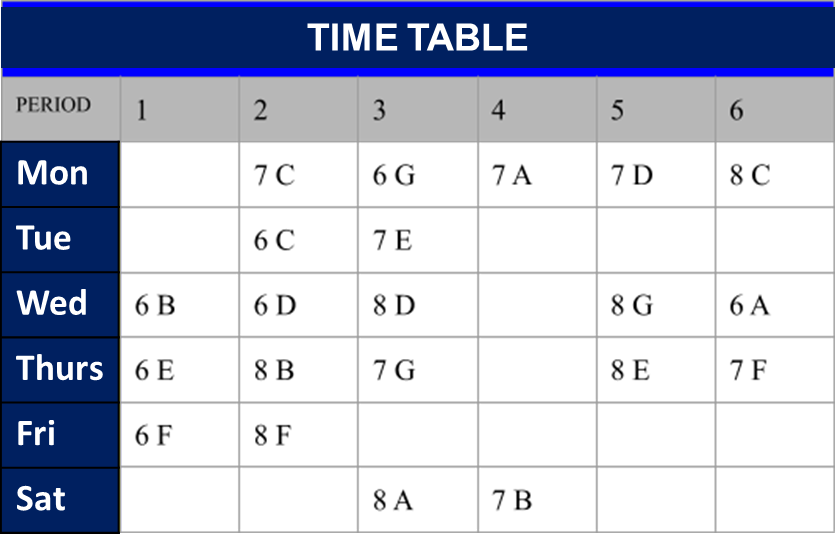 TIME TABLE
PERIOD 1 2 3 4 5 6
Mon 7 C 6 G 7 A 7 D 8 C
Tue 6 C 7 E
Wed 6 B 6 D 8 D 8 G 6 A
Thurs 6 E 8 B 7 G 8 E 7 F
Fri 6 F 8 F
Sat 8 A 7 B